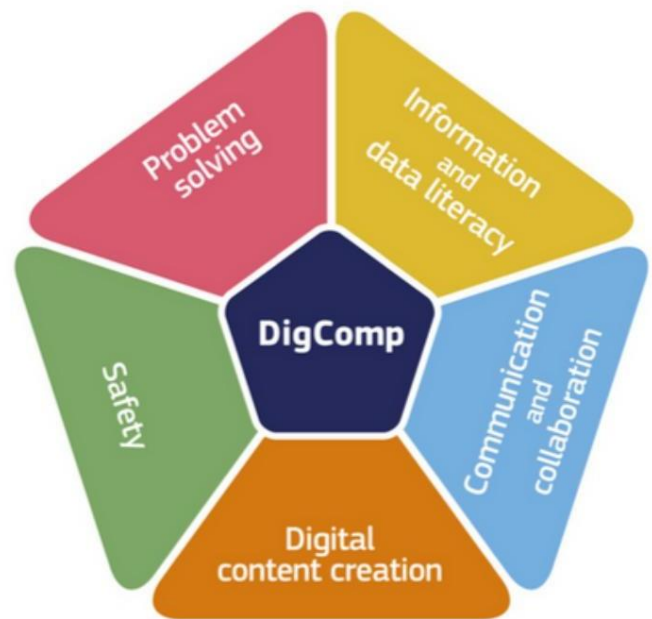 Problem
solving
Information
and
data literacy
DigComp
Safety
Communication
and
collaboration
Digital
content creation